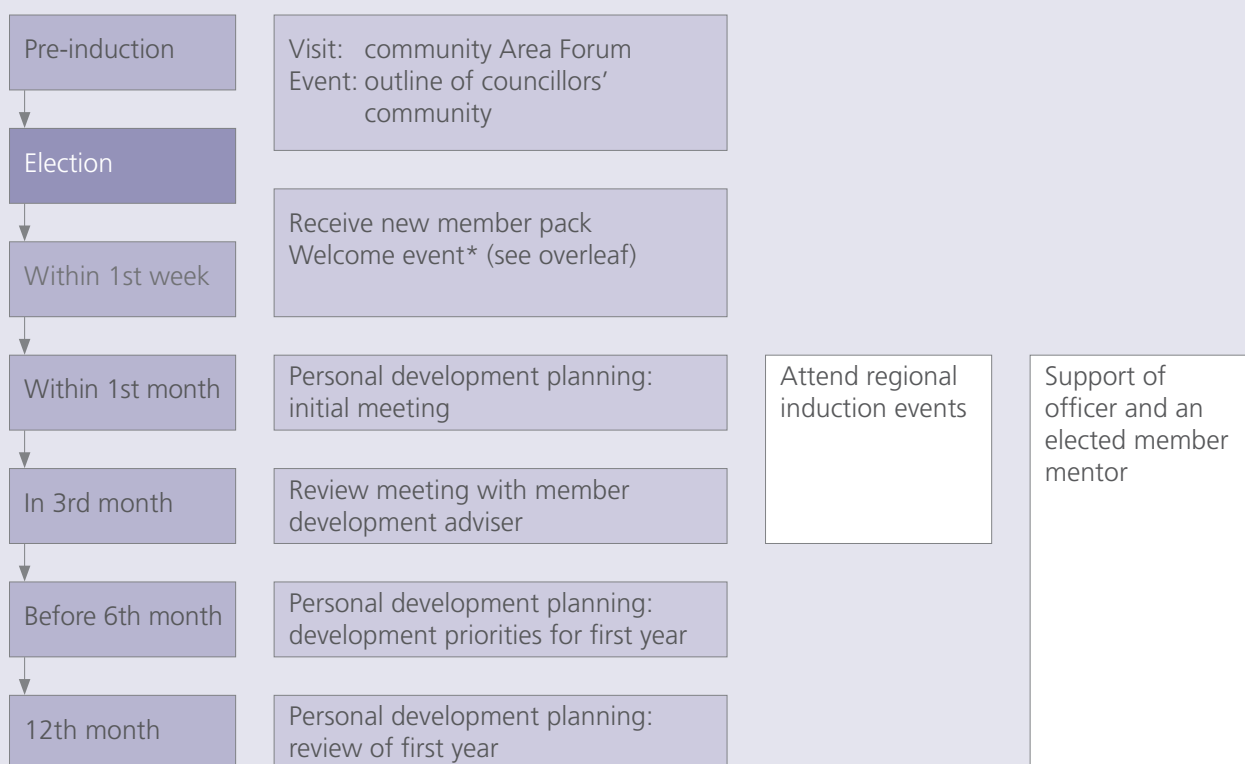 Pre-induction
Visit: community Area Forum
Event: outline of councillors’
community
Election
Receive new member pack
Welcome event* (see overleaf)
Within 1st week
Within 1st month
Personal development planning:
initial meeting
Attend regional
induction events
Support of
officer and an
elected member
mentor
In 3rd month
Review meeting with member
development adviser
Before 6th month
Personal development planning:
development priorities for first year
12th month
Personal development planning:
review of first year